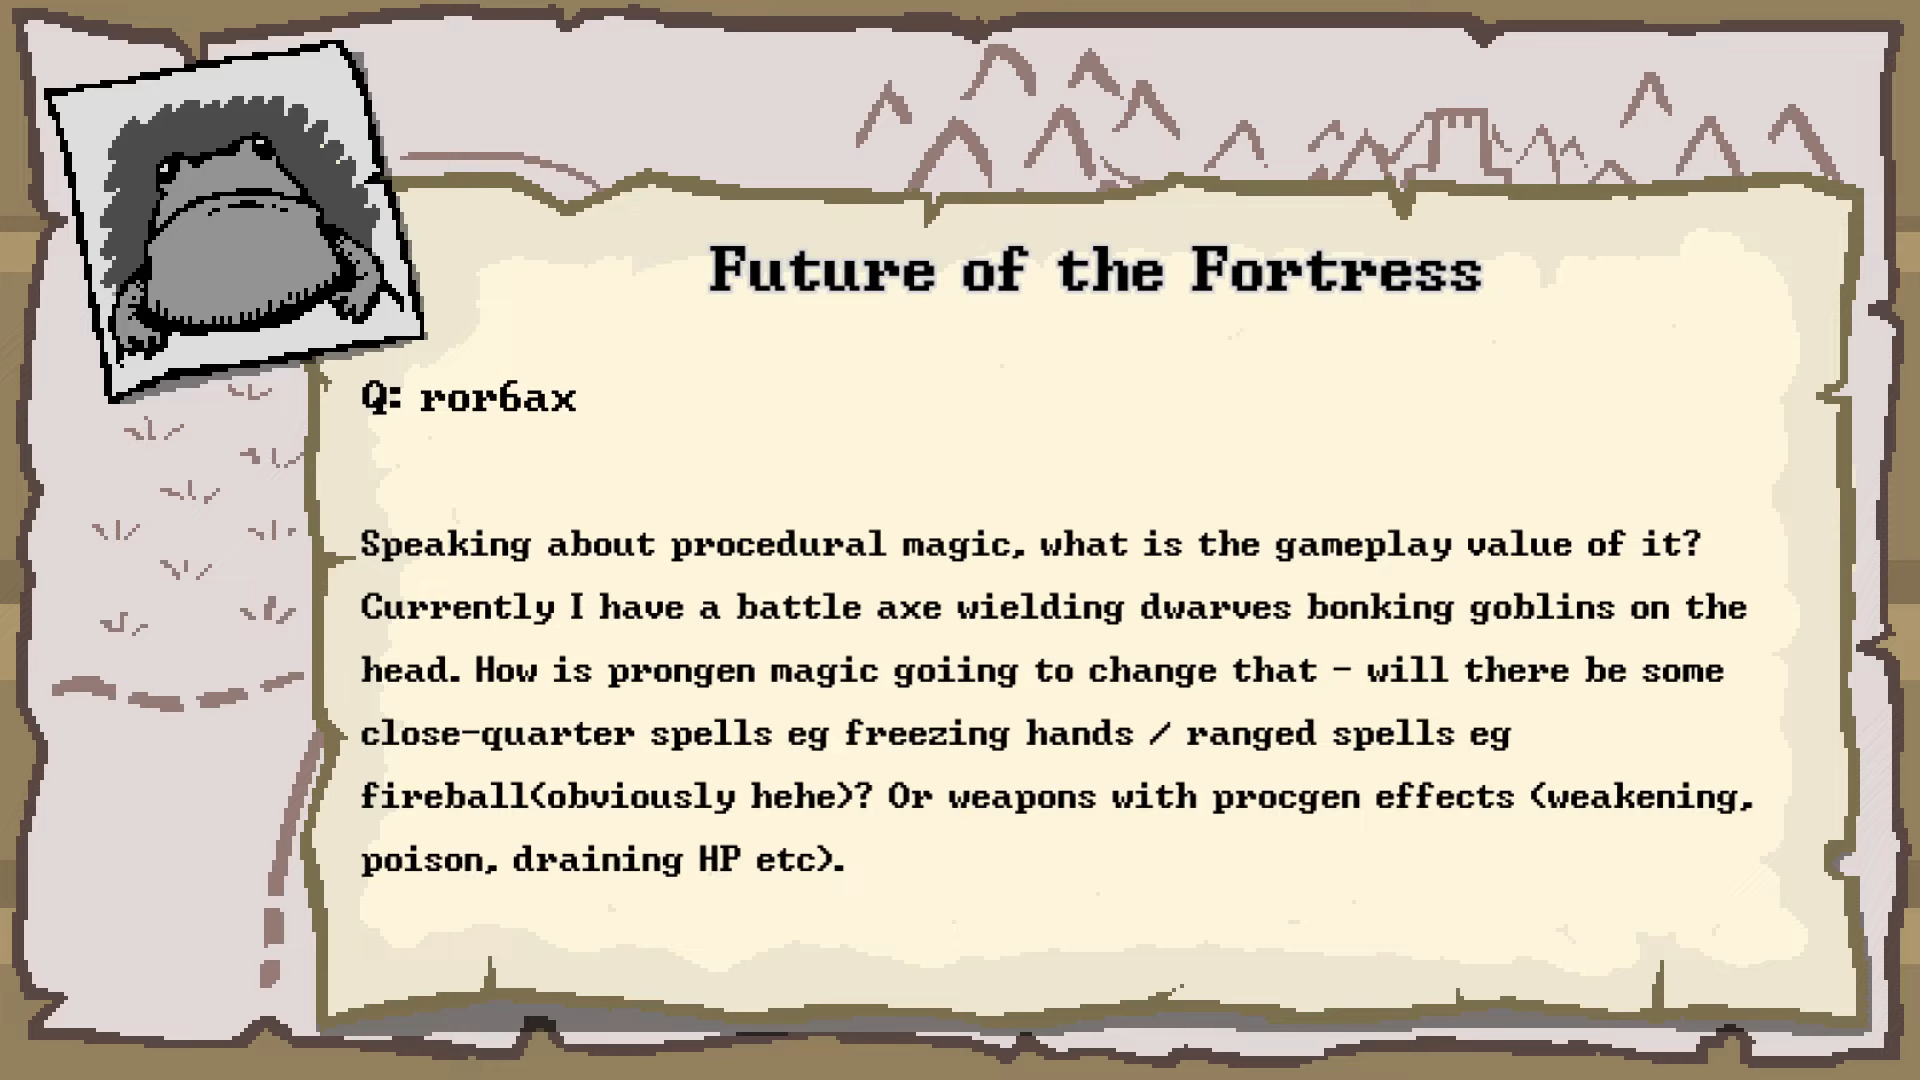 Future of the Fortress
Q: ror6ax
Speaking about procedural magic, what is the gameplay value of it?
Currently I have a battle axe wielding dwarves bonking goblins on the
head. How is prongen magic goiing to change that - will there be some
close-quarter spells eg freezing hands / ranged spells eg
fireball(obviously hehe)? Or weapons with procgen effects (weakening,
poison, draining HP etc).